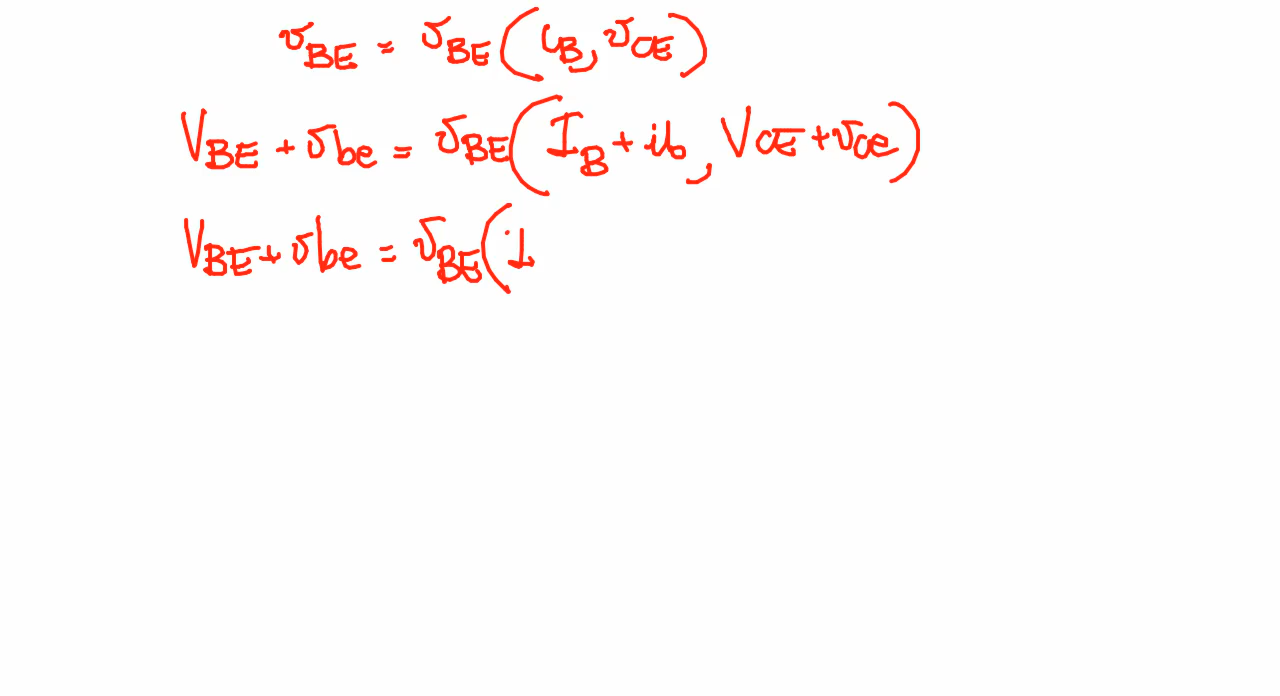 v_BE = v_BE(i_B, v_CE)
V_BE + v_be = v_BE(I_B + i_b, V_CE + v_ce)
V_BE + v_be = v_BE(I